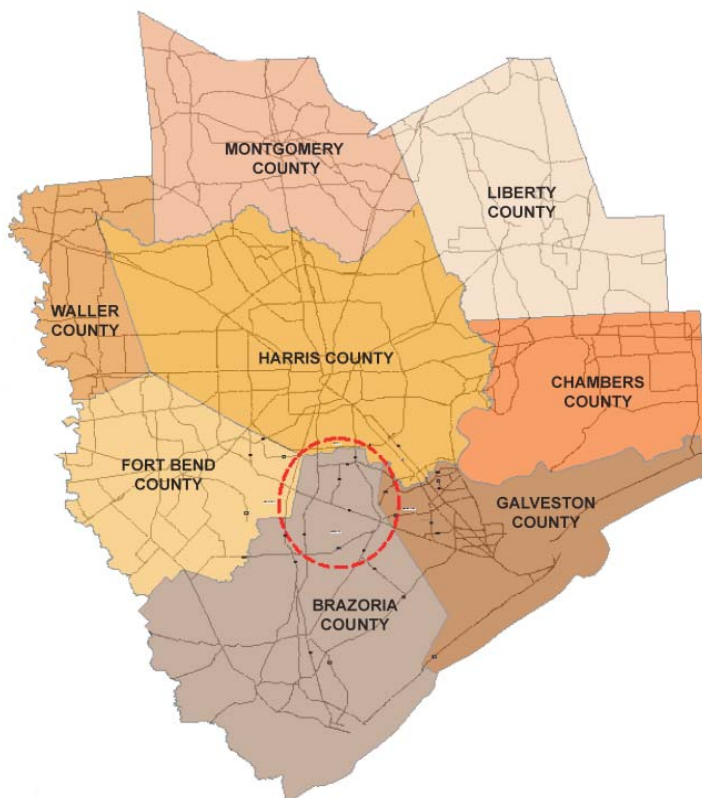 MONTGOMERY
COUNTY
LIBERTY
COUNTY
WALLER
COUNTY
HARRIS COUNTY
CHAMBERS
COUNTY
FORT BEND
COUNTY
GALVESTON
COUNTY
BRAZORIA
COUNTY